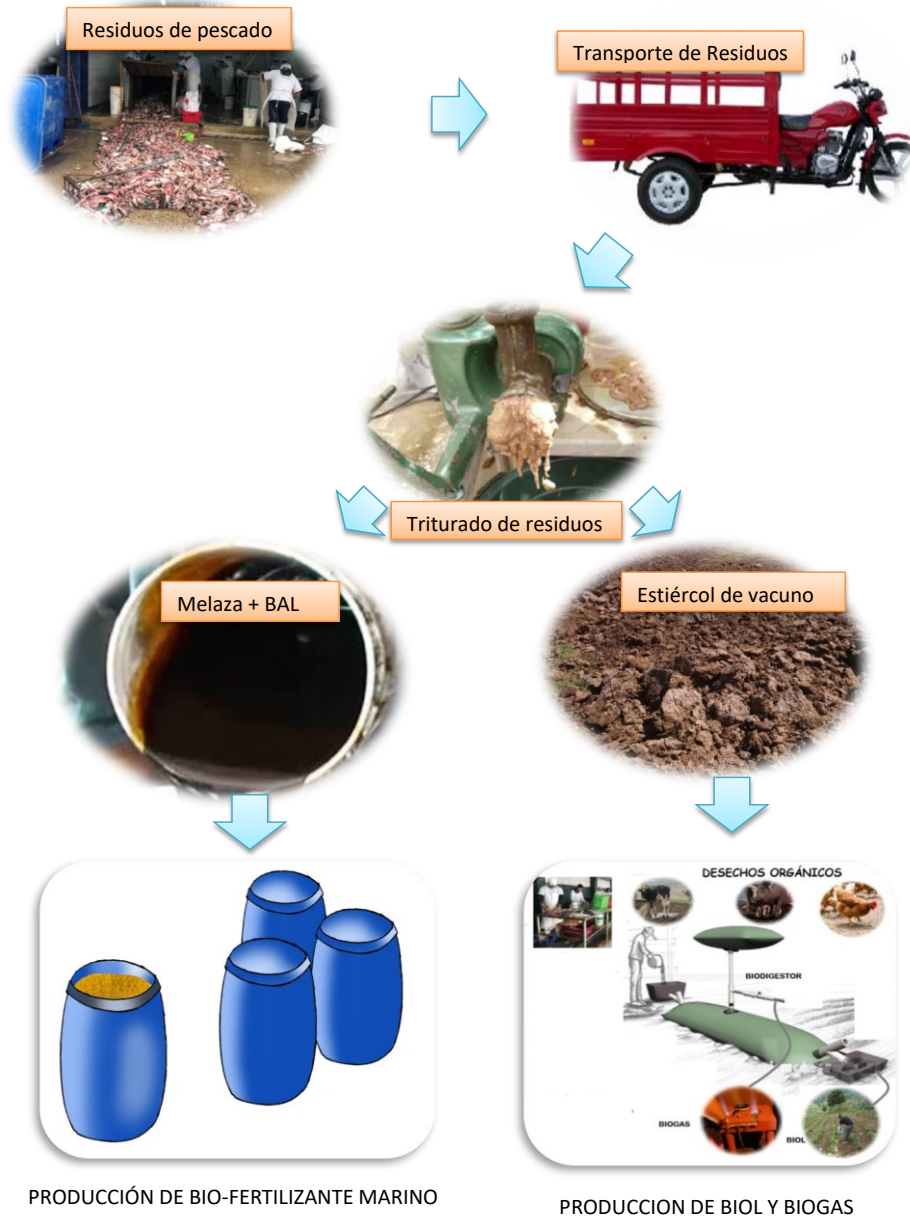 Residuos de pescado
Transporte de Residuos
Triturado de residuos
Melaza + BAL
Estiércol de vacuno
DESECHOS ORGÁNICOS
BIODIGESTOR
BIOGAS
BIOL
PRODUCCIÓN DE BIO-FERTILIZANTE MARINO
PRODUCCION DE BIOL Y BIOGAS